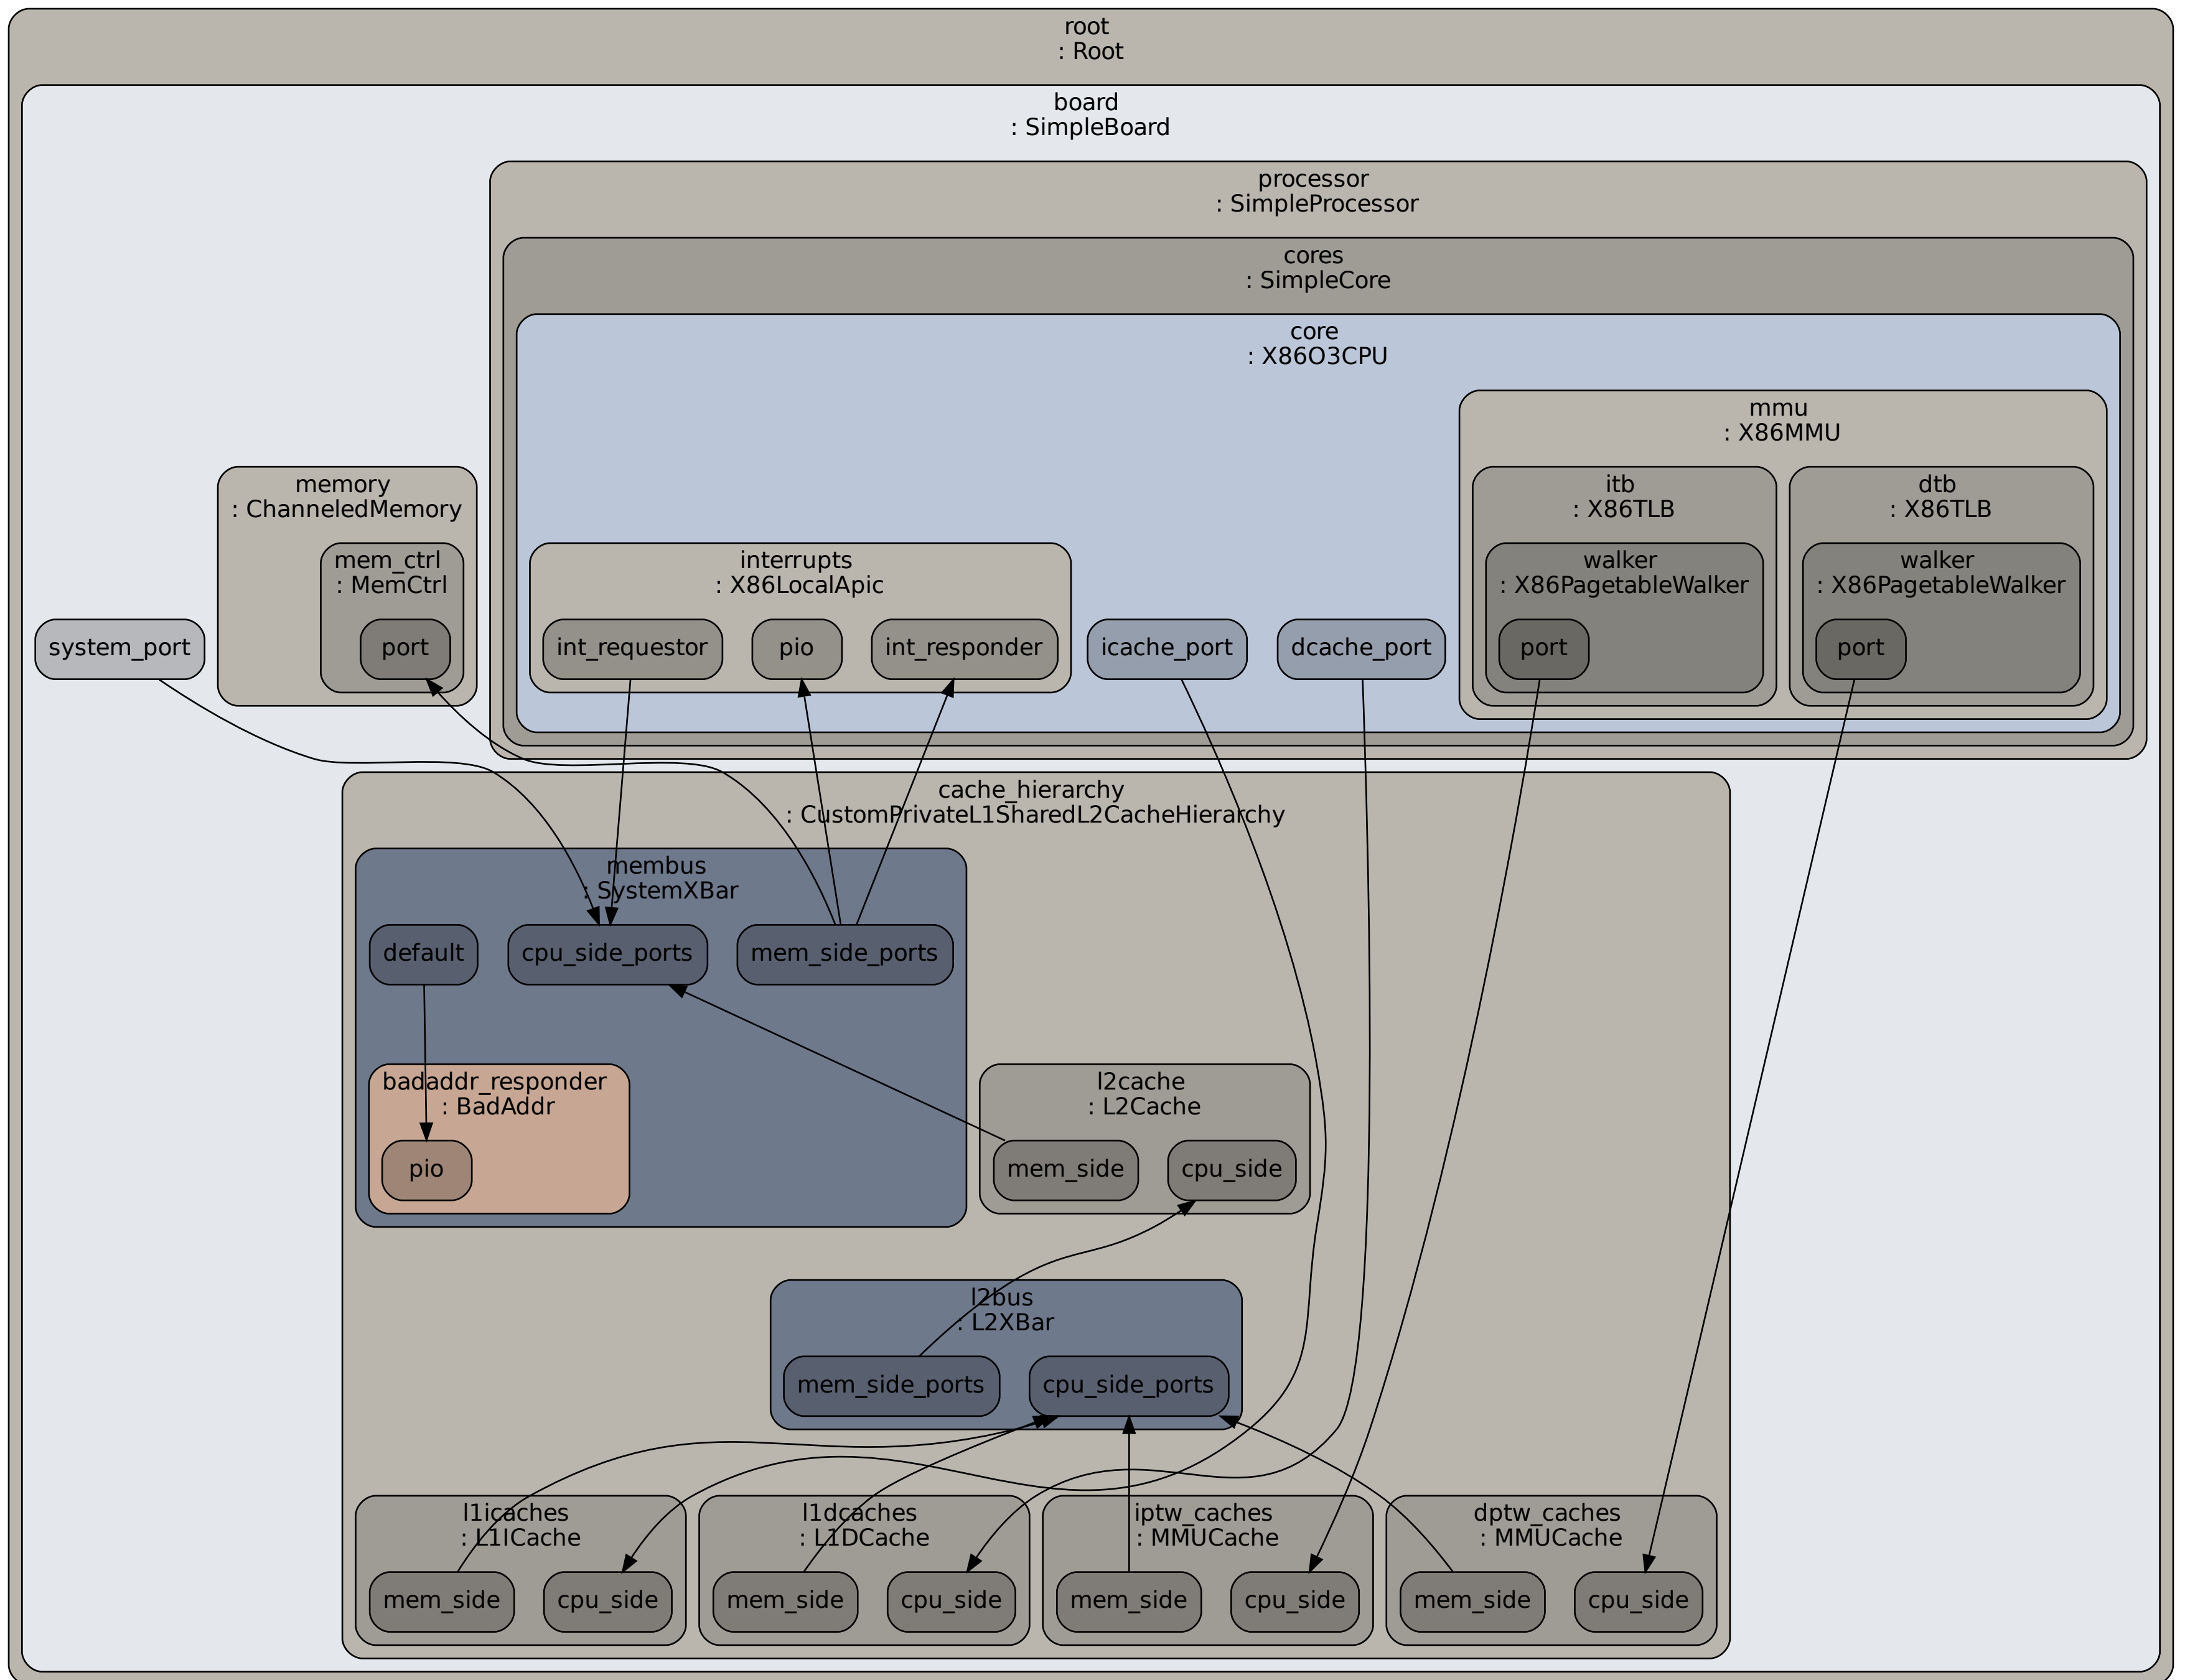 root
: Root
board
: SimpleBoard
processor
: SimpleProcessor
cores
: SimpleCore
core
: X86O3CPU
mmu
: X86MMU
memory
: ChanneledMemory
itb
: X86TLB
dtb
: X86TLB
mem_ctrl
: MemCtrl
interrupts
: X86LocalApic
walker
: X86PagetableWalker
walker
: X86PagetableWalker
system_port
port
int_requestor
pio
int_responder
icache_port
dcache_port
port
port
cache_hierarchy
: CustomPrivateL1SharedL2CacheHierarchy
membus
: SystemXBar
default
cpu_side_ports
mem_side_ports
badaddr_responder
: BadAddr
pio
l2cache
: L2Cache
mem_side
cpu_side
l2bus
: L2XBar
mem_side_ports
cpu_side_ports
l1icaches
: L1ICache
mem_side
cpu_side
l1dcaches
: L1DCache
mem_side
cpu_side
iptw_caches
: MMUCache
mem_side
cpu_side
dptw_caches
: MMUCache
mem_side
cpu_side